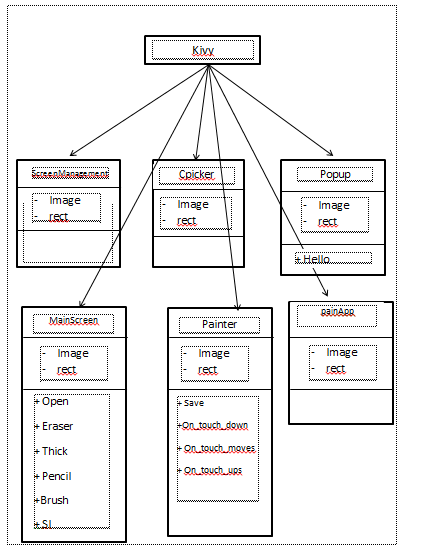 Kivy
ScreenManagement
- Image
- rect
Cpicker
- Image
- rect
Popup
- Image
- rect
+ Hello
MainScreen
- Image
- rect
+ Open
+ Eraser
+ Thick
+ Pencil
+Brush
+ SI
Painter
- Image
- rect
+ Save
+On_touch_down
+ On_touch_moves
+ On_touch_ups
painApp
- Image
- rect